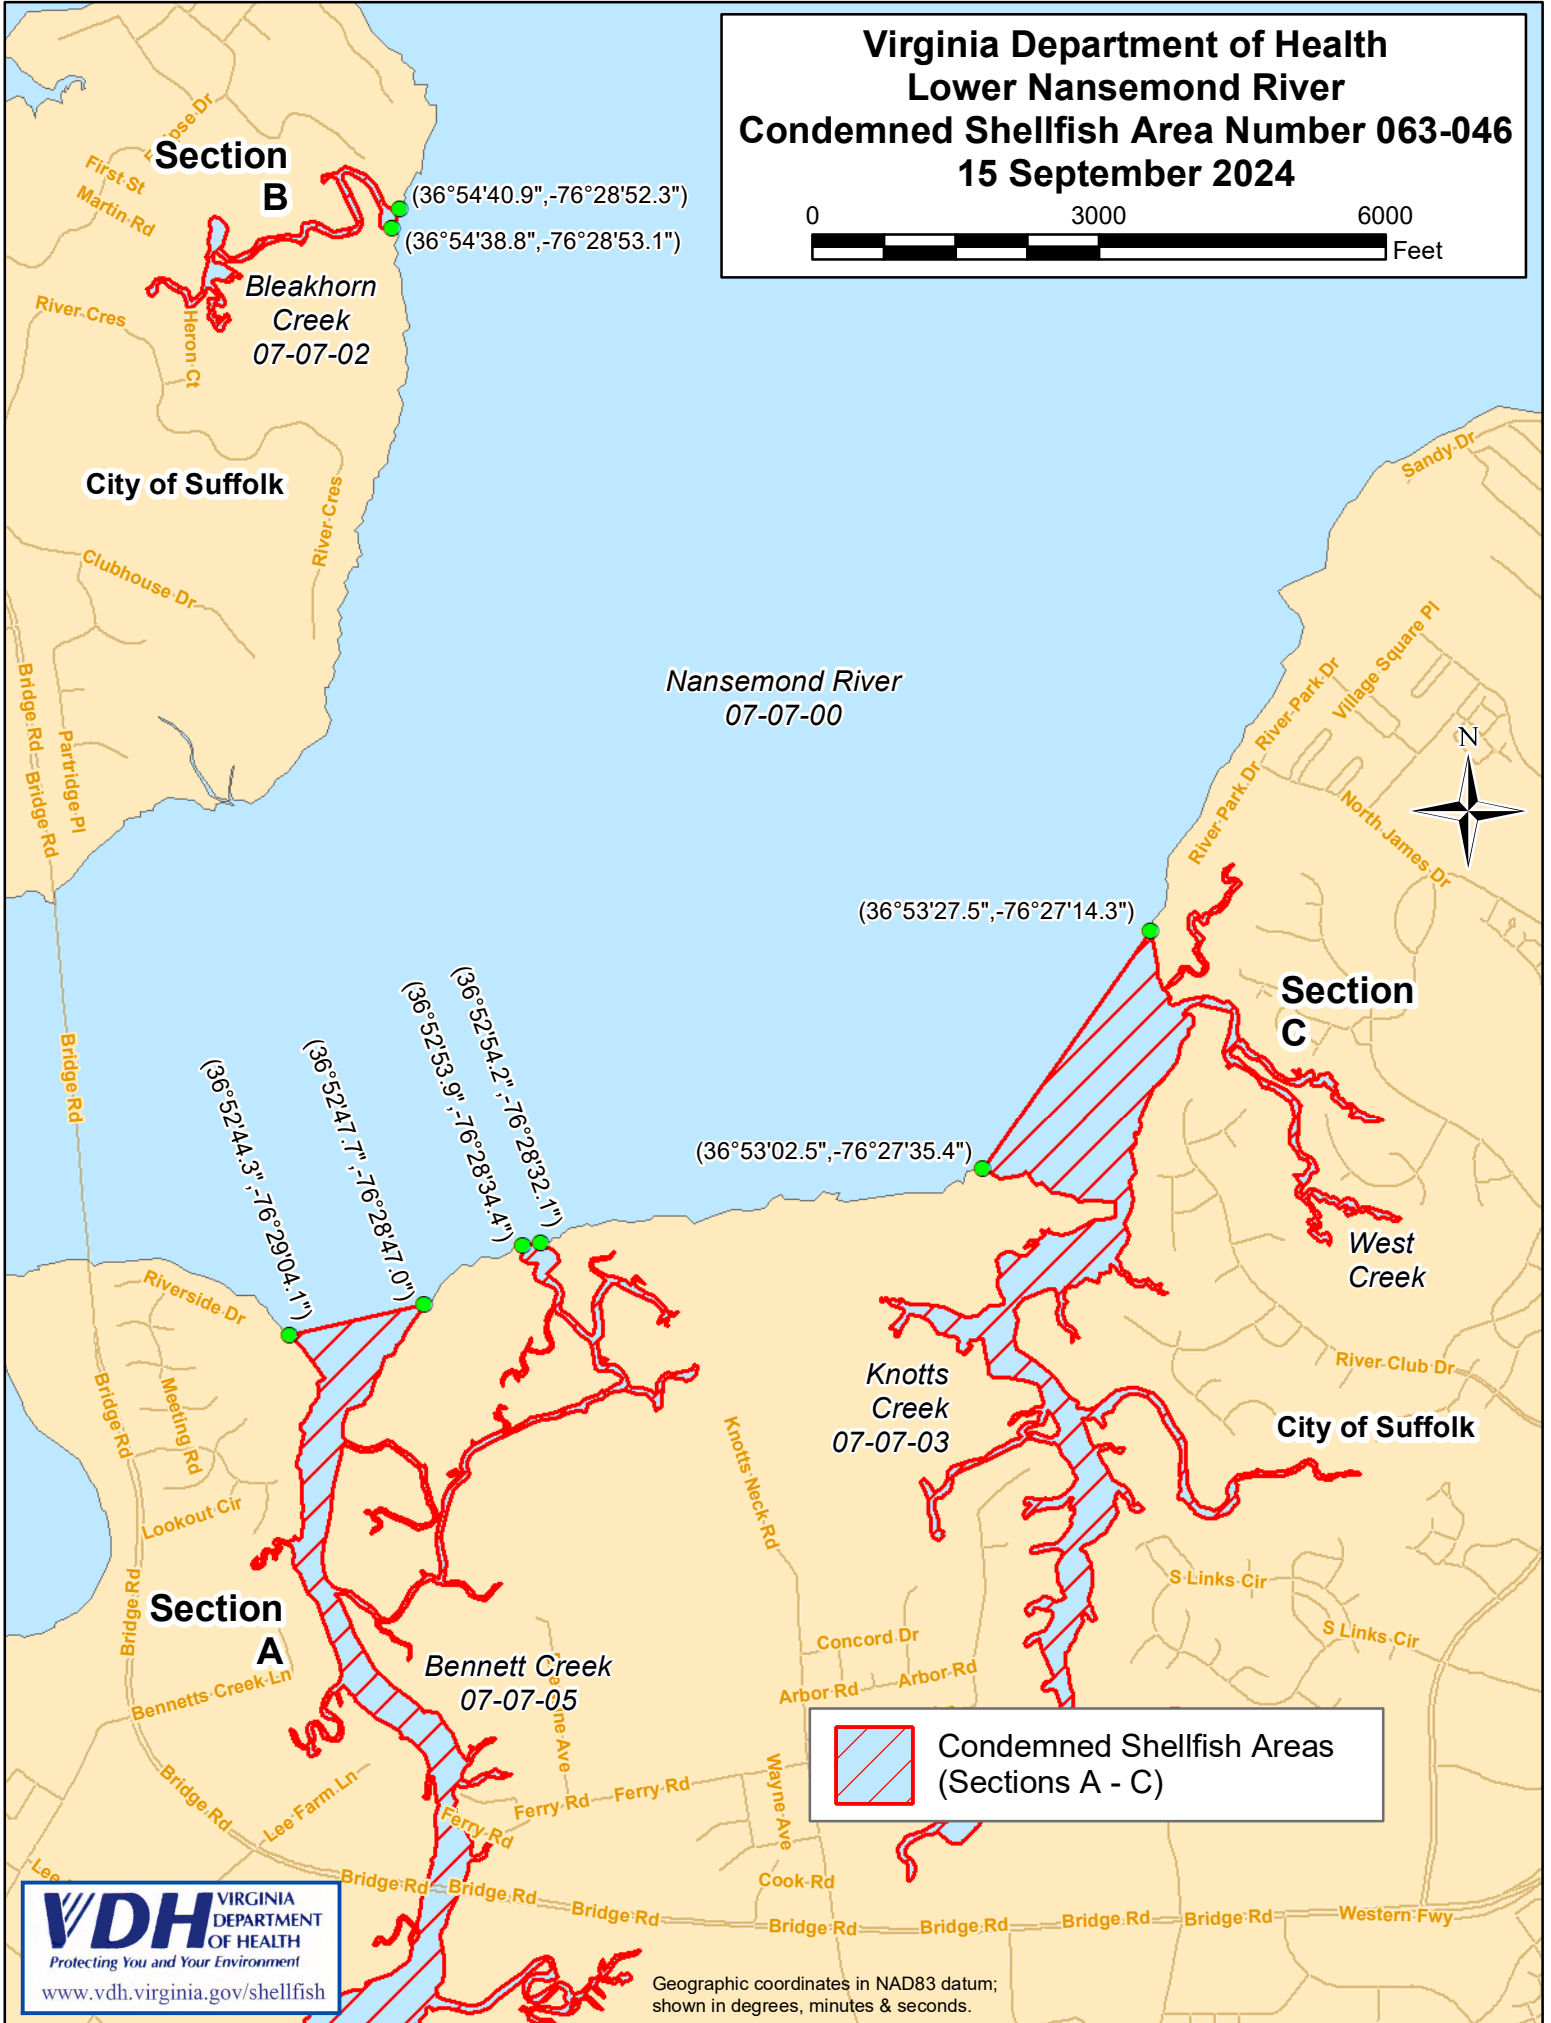 Virginia Department of Health
Lower Nansemond River
Condemned Shellfish Area Number 063-046
15 September 2024
0 3000 6000
Feet
First St
Martin Rd
Section
B
(36°54'40.9",-76°28'52.3")
(36°54'38.8",-76°28'53.1")
Bleakhorn
Creek
07-07-02
River Cres
Heron Ct
City of Suffolk
River Cres
Clubhouse Dr
Sandy Dr
Bridge Rd
Bridge Rd
Partridge Pl
Nansemond River
07-07-00
River Park Dr
Village Square Pl
River Park Dr
North James Dr
N
(36°53'27.5",-76°27'14.3")
Section
C
Bridge Rd
(36°52'44.3",-76°29'04.1")
(36°52'47.7",-76°28'47.0")
(36°52'53.9",-76°28'34.4")
(36°52'54.2",-76°28'32.1")
(36°53'02.5",-76°27'35.4")
West
Creek
Riverside Dr
Bridge Rd
Meeting Rd
Lookout Cir
Bridge Rd
Knotts
Creek
07-07-03
Knotts Neck Rd
River Club Dr
City of Suffolk
S Links Cir
S Links Cir
Section
A
Bennetts Creek Ln
Bennett Creek
07-07-05
Ave
Concord Dr
Arbor Rd
Arbor Rd
Condemned Shellfish Areas
(Sections A - C)
Bridge Rd
Lee Farm Ln
Ferry Rd
Ferry Rd
Ferry Rd
Wayne Ave
Cook Rd
Lee
Bridge Rd
Bridge Rd
Bridge Rd
Bridge Rd
Bridge Rd
Bridge Rd
Bridge Rd
Western Fwy
VDH
VIRGINIA
DEPARTMENT
OF HEALTH
Protecting You and Your Environment
www.vdh.virginia.gov/shellfish
Geographic coordinates in NAD83 datum;
shown in degrees, minutes & seconds.